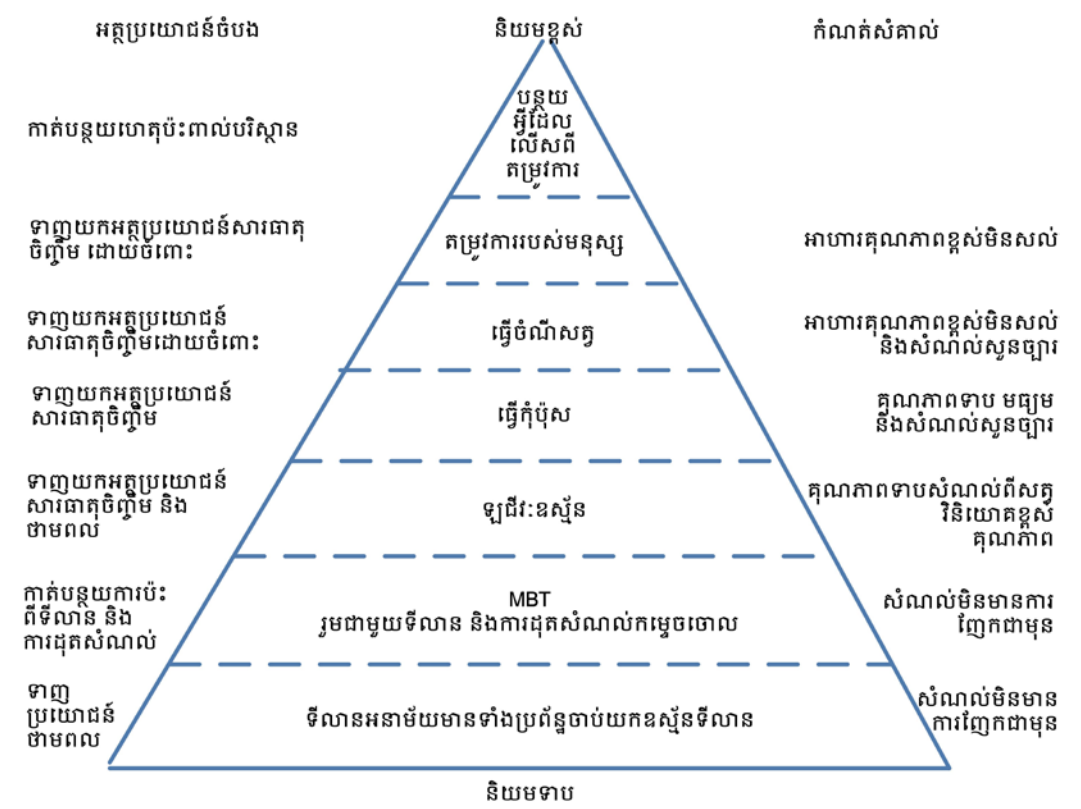 អត្ថប្រយោជន៍ចំបង
និយមខ្ពស់
កំណត់សំគាល់
កាត់បន្ថយហេតុប៉ះពាល់បរិស្ថាន
បន្ថយ
អ្វីដែល
លើសពី
តម្រូវការ
ទាញយកអត្ថប្រយោជន៍សារធាតុ
ចិញ្ចឹម ដោយចំពោះ
តម្រូវការរបស់មនុស្ស
អាហារគុណភាពខ្ពស់មិនសល់
ទាញយកអត្ថប្រយោជន៍
សារធាតុចិញ្ចឹមដោយចំពោះ
ធ្វើចំណីសត្វ
អាហារគុណភាពខ្ពស់មិនសល់
និងសំណល់សួនច្បារ
ទាញយកអត្ថប្រយោជន៍
សារធាតុចិញ្ចឹម
ធ្វើកុំប៉ុស
គុណភាពទាប មធ្យម
និងសំណល់សួនច្បារ
ទាញយកអត្ថប្រយោជន៍
សារធាតុចិញ្ចឹម និង
ថាមពល
ឡជីវៈឧស្ម័ន
គុណភាពទាបសំណល់ពីសត្វ
វិនិយោគខ្ពស់
គុណភាព
កាត់បន្ថយការប៉ះ
ពីទីលាន និង
ការដុតសំណល់
MBT
រួមជាមួយទីលាន និងការដុតសំណល់កម្ទេចចោល
សំណល់មិនមានការ
ញែកជាមុន
ទាញ
ប្រយោជន៍
ថាមពល
ទីលានអនាម័យមានទាំងប្រព័ន្ធចាប់យកឧស្ម័នទីលាន
សំណល់មិនមាន
ការញែកជាមុន
និយមទាប